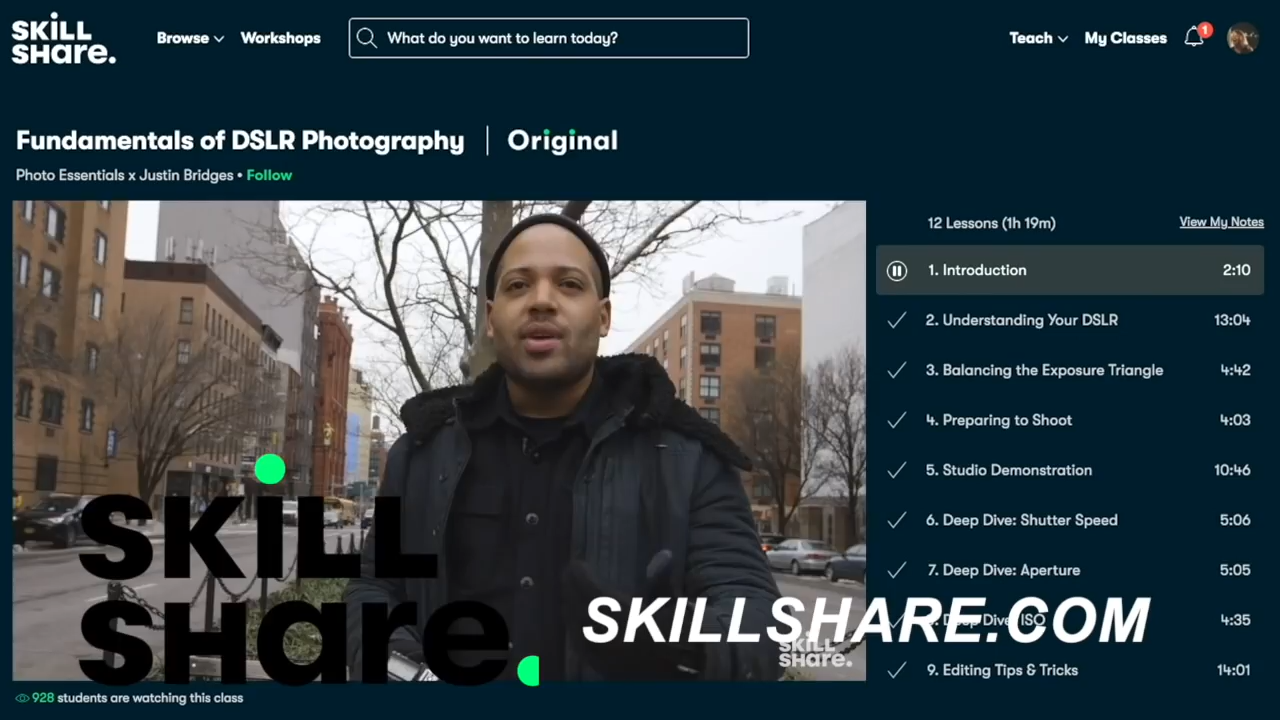 SKiLL
SHare.
Browse
Workshops
What do you want to learn today?
Teach
My Classes
1
Fundamentals of DSLR Photography | Original
Photo Essentials x Justin Bridges • Follow
12 Lessons (1h 19m)
View My Notes
1. Introduction 2:10
2. Understanding Your DSLR 13:04
3. Balancing the Exposure Triangle 4:42
4. Preparing to Shoot 4:03
5. Studio Demonstration 10:46
6. Deep Dive: Shutter Speed 5:06
7. Deep Dive: Aperture 5:05
8. Deep Dive: ISO 4:35
9. Editing Tips & Tricks 14:01
SKiLL
SHare.
SKILLSHARE.COM
SKiLL
SHare.
928 students are watching this class